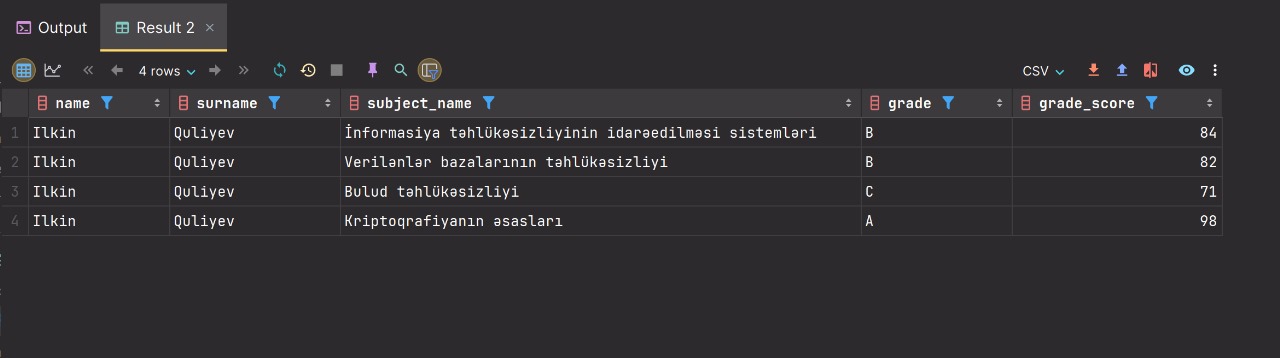 Output Result 2 ×
4 rows CSV
name surname subject_name grade grade_score
1 Ilkin Quliyev İnformasiya təhlükəsizliyinin idarəedilməsi sistemləri B 84
2 Ilkin Quliyev Verilənlər bazalarının təhlükəsizliyi B 82
3 Ilkin Quliyev Bulud təhlükəsizliyi C 71
4 Ilkin Quliyev Kriptoqrafiyanın əsasları A 98